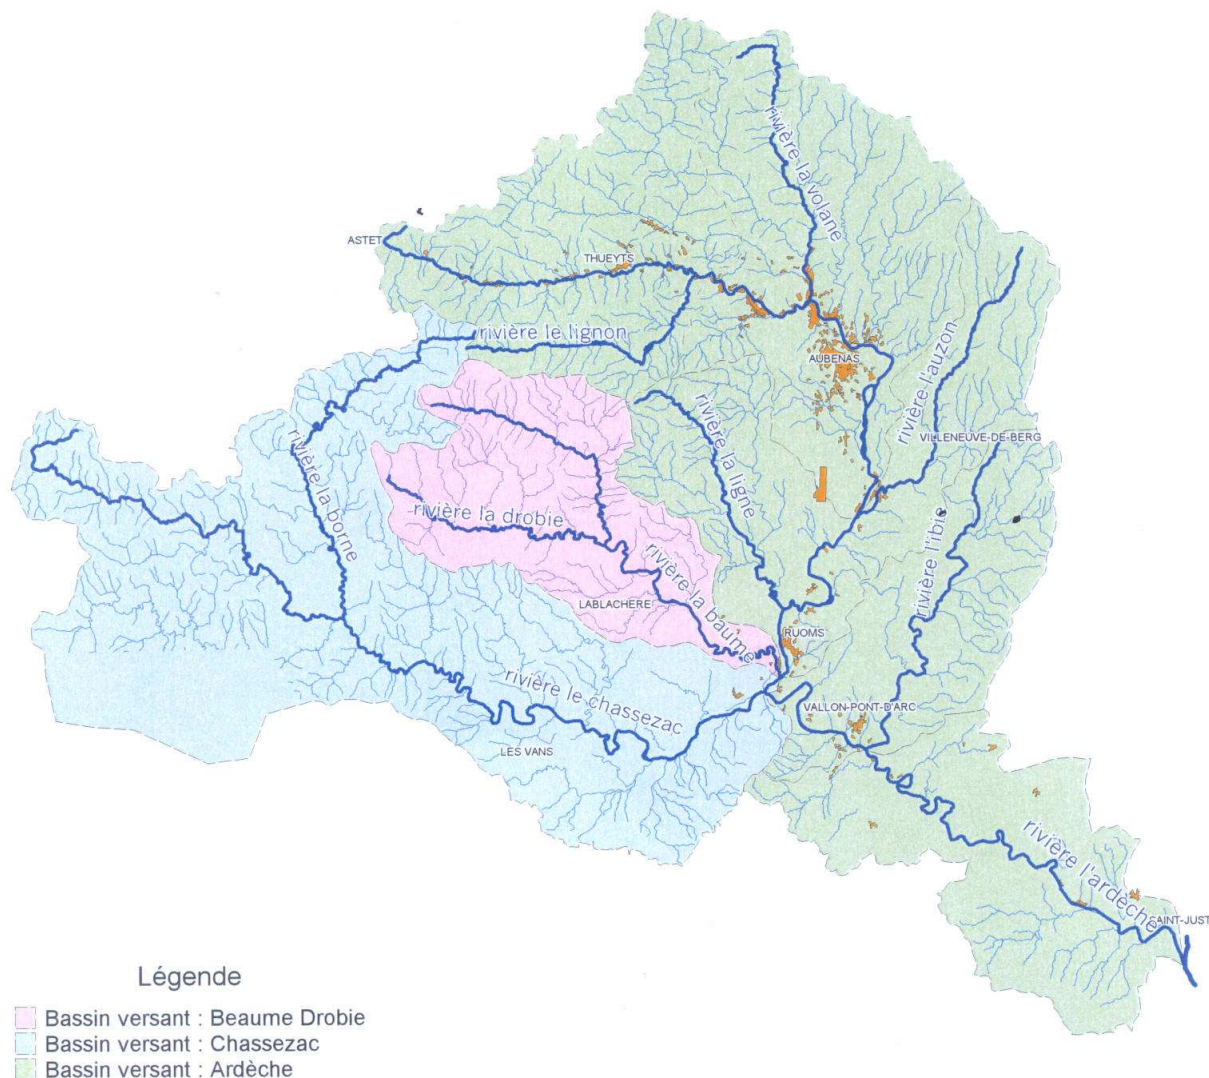 rivière la volane
ASTET
THUEYTS
rivière le lignon
AUBENAS
rivière l'auzon
rivière la ligne
VILLENEUVE-DE-BERG
rivière la borne
rivière la drobie
rivière l'ibie
rivière la baume
LABLACHERE
RUOMS
rivière le chassezac
VALLON-PONT-D'ARC
LES VANS
rivière l'ardèche
SAINT-JUST
Légende
Bassin versant : Beaume Drobie
Bassin versant : Chassezac
Bassin versant : Ardèche